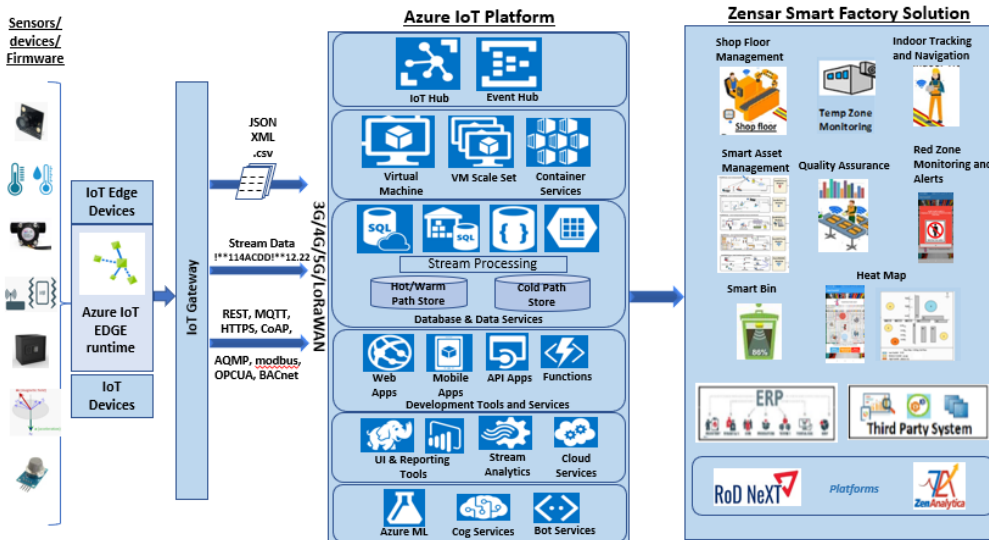 Sensors/
devices/
Firmware
IoT Edge
Devices
Azure IoT
EDGE
runtime
IoT
Devices
IoT Gateway
JSON
XML
.csv
Stream Data
!**114ACDD!**12.22
REST, MQTT,
HTTPS, CoAP,
AQMP, modbus,
OPCUA, BACnet
3G/4G/5G/LoRaWAN
Azure IoT Platform
IoT Hub
Event Hub
Virtual
Machine
VM Scale Set
Container
Services
SQL
SQL
Stream Processing
Hot/Warm
Path Store
Cold Path
Store
Database & Data Services
Web
Apps
Mobile
Apps
API Apps
Functions
Development Tools and Services
UI & Reporting
Tools
Stream
Analytics
Cloud
Services
Azure ML
Cog Services
Bot Services
Zensar Smart Factory Solution
Shop Floor
Management
Shop floor
Temp Zone
Monitoring
Indoor Tracking
and Navigation
Smart Asset
Management
Quality Assurance
Red Zone
Monitoring and
Alerts
Smart Bin
86%
Heat Map
ERP
Third Party System
RoD NeXT
Platforms
ZenAnalytica